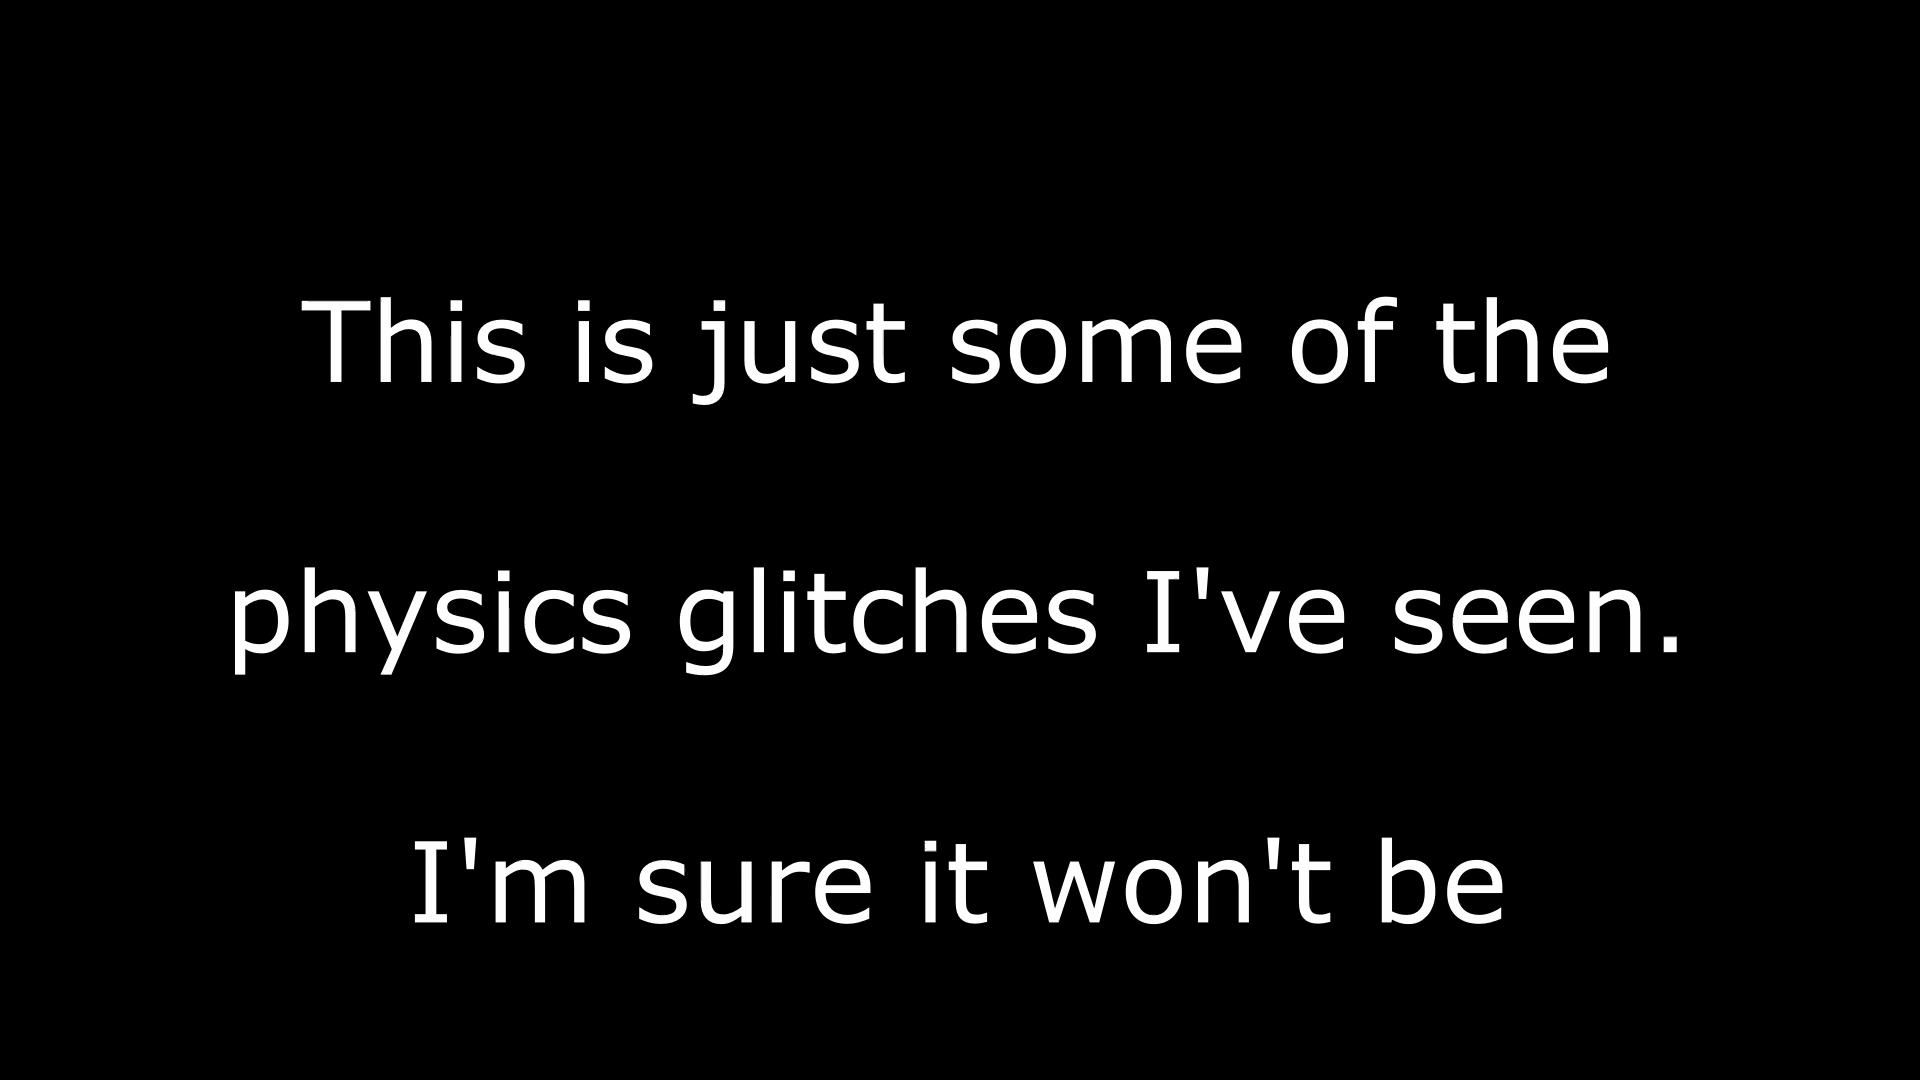 This is just some of the
physics glitches I've seen.
I'm sure it won't be